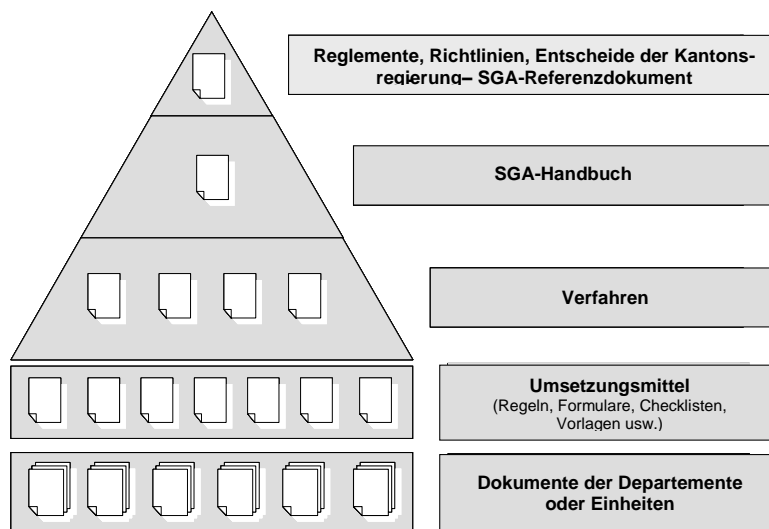 Reglemente, Richtlinien, Entscheide der Kantons-
regierung– SGA-Referenzdokument
SGA-Handbuch
Verfahren
Umsetzungsmittel
(Regeln, Formulare, Checklisten,
Vorlagen usw.)
Dokumente der Departemente
oder Einheiten